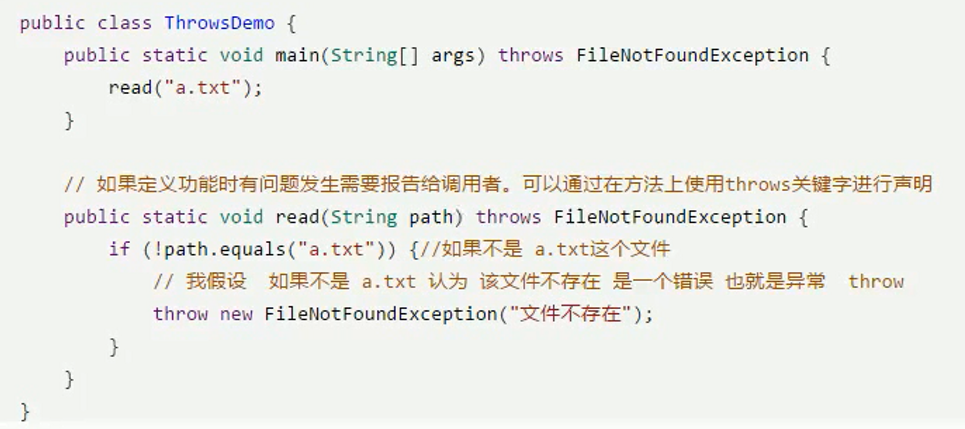 public class ThrowsDemo {
    public static void main(String[] args) throws FileNotFoundException {
        read("a.txt");
    }

    // 如果定义功能时有问题发生需要报告给调用者。可以通过在方法上使用throws关键字进行声明
    public static void read(String path) throws FileNotFoundException {
        if (!path.equals("a.txt")) {//如果不是 a.txt这个文件
            // 我假设  如果不是 a.txt 认为 该文件不存在 是一个错误 也就是异常  throw
            throw new FileNotFoundException("文件不存在");
        }
    }
}